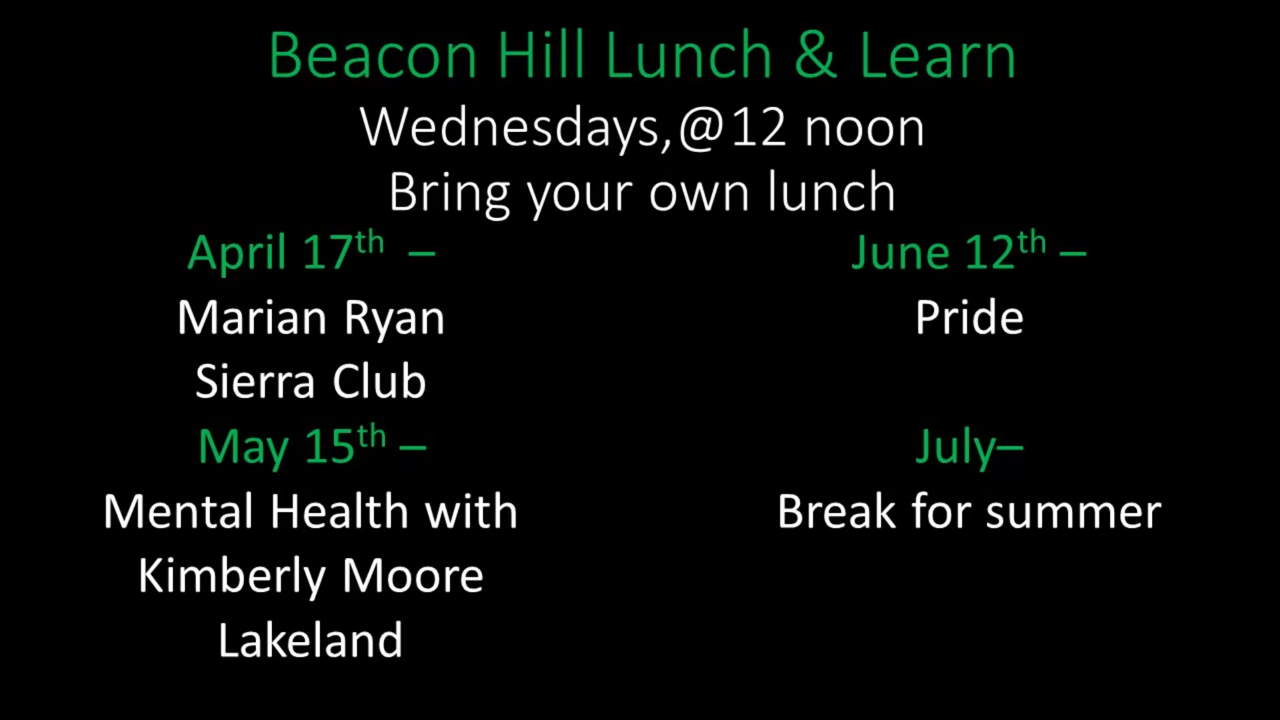 Beacon Hill Lunch & Learn
Wednesdays,@12 noon
Bring your own lunch
April 17th –
Marian Ryan
Sierra Club
May 15th –
Mental Health with
Kimberly Moore
Lakeland
June 12th –
Pride
July–
Break for summer